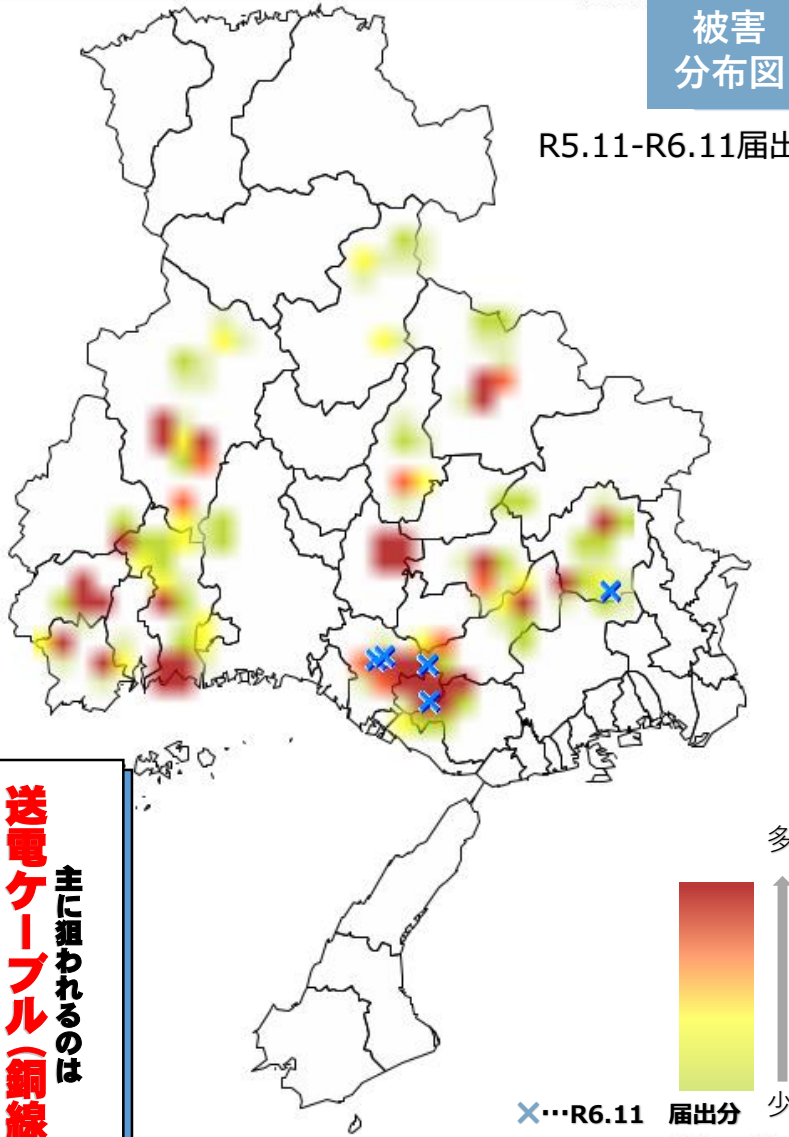 被害
分布図
R5.11-R6.11届出
主に狙われるのは
送電ケーブル（銅線
多
少
×…R6.11 届出分